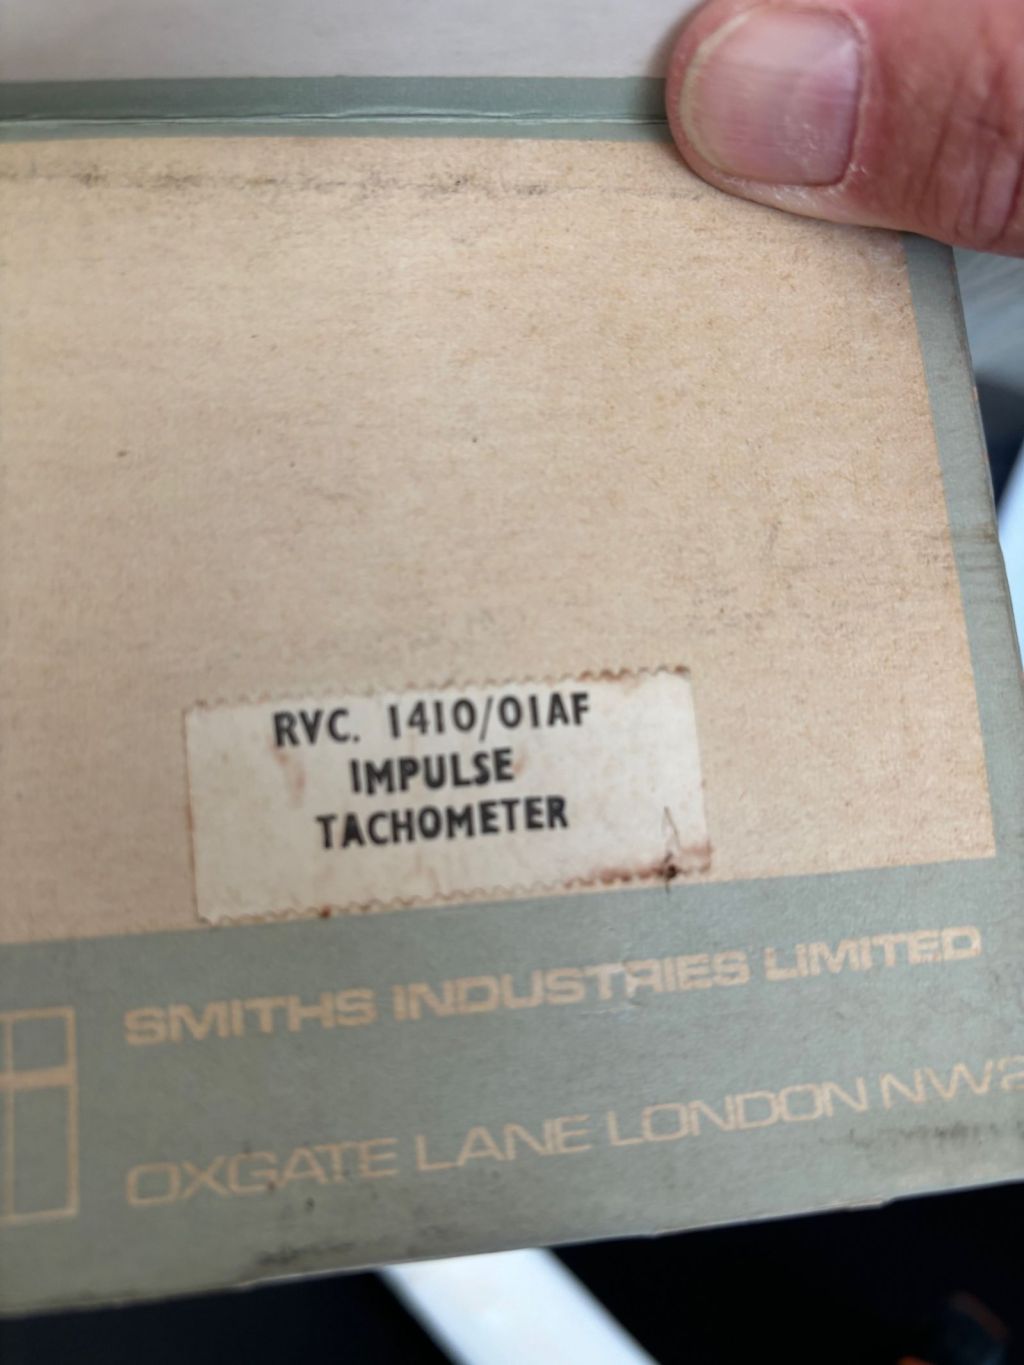 RVC. 1410/01AF
IMPULSE
TACHOMETER
SMITHS INDUSTRIES LIMITED
OXGATE LANE LONDON NW2